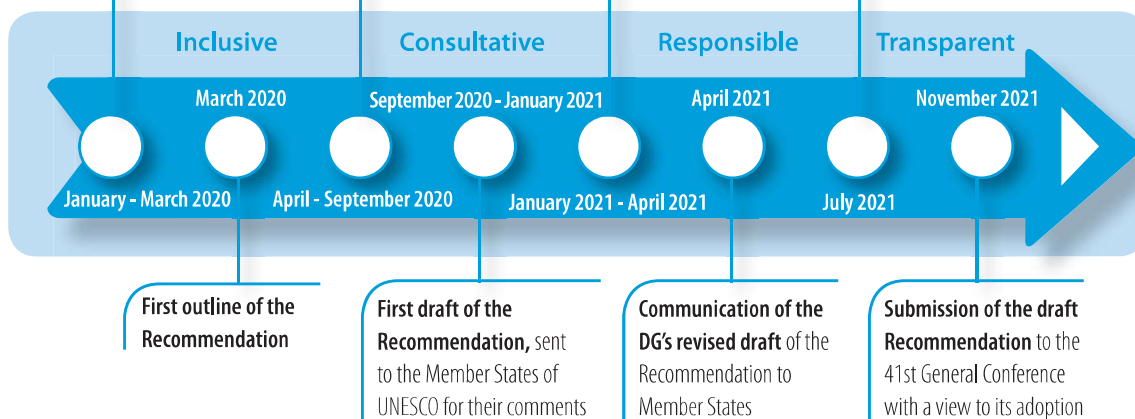 Inclusive
Consultative
Responsible
Transparent
March 2020
September 2020 - January 2021
April 2021
November 2021
January - March 2020
April - September 2020
January 2021 - April 2021
July 2021
First outline of the
Recommendation
First draft of the
Recommendation, sent
to the Member States of
UNESCO for their comments
Communication of the
DG's revised draft of the
Recommendation to
Member States
Submission of the draft
Recommendation to the
41st General Conference
with a view to its adoption